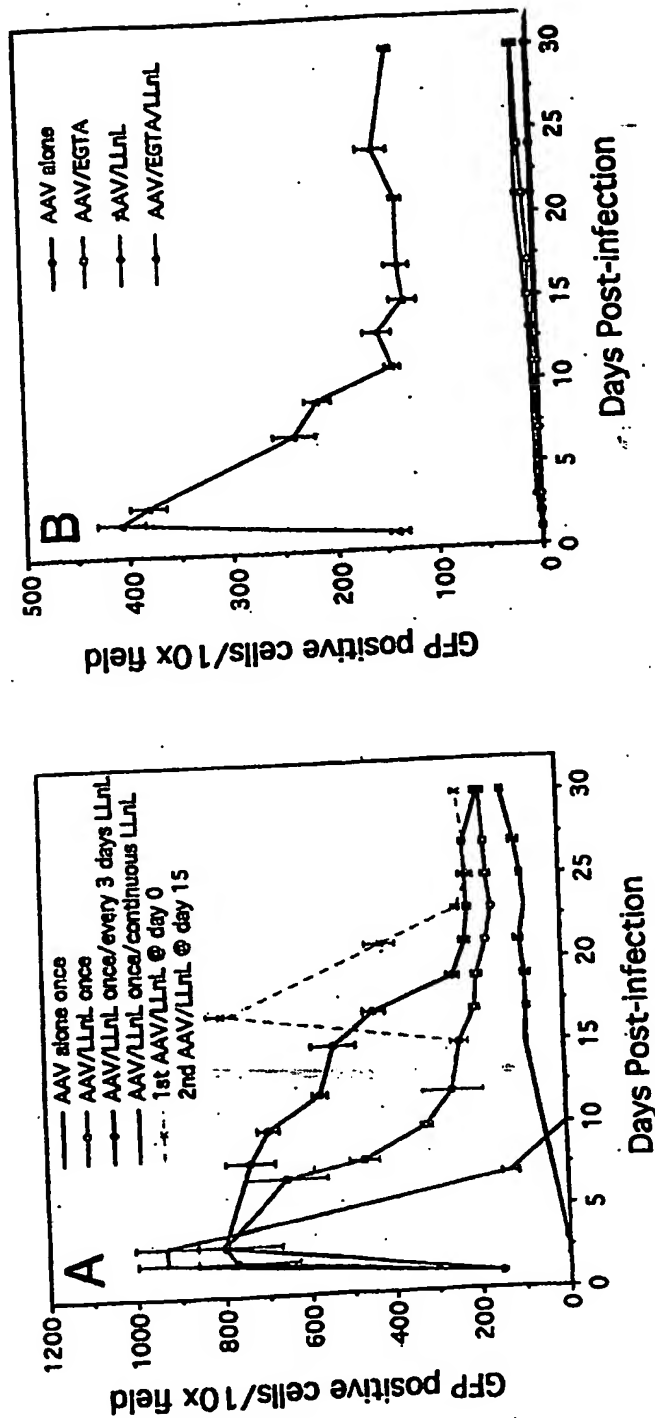 A
GFP positive cells/10x field
1200
1000
800
600
400
200
0
AAV alone once
AAV/LLnL once
AAV/LLnL once/every 3 days LLnL
AAV/LLnL once/continuous LLnL
1st AAV/LLnL @ day 0
2nd AAV/LLnL @ day 15
0
5
10
15
20
25
30
Days Post-infection
B
GFP positive cells/10x field
500
400
300
200
100
0
AAV alone
AAV/EGTA
AAV/LLnL
AAV/EGTA/LLnL
0
5
10
15
20
25
30
Days Post-infection